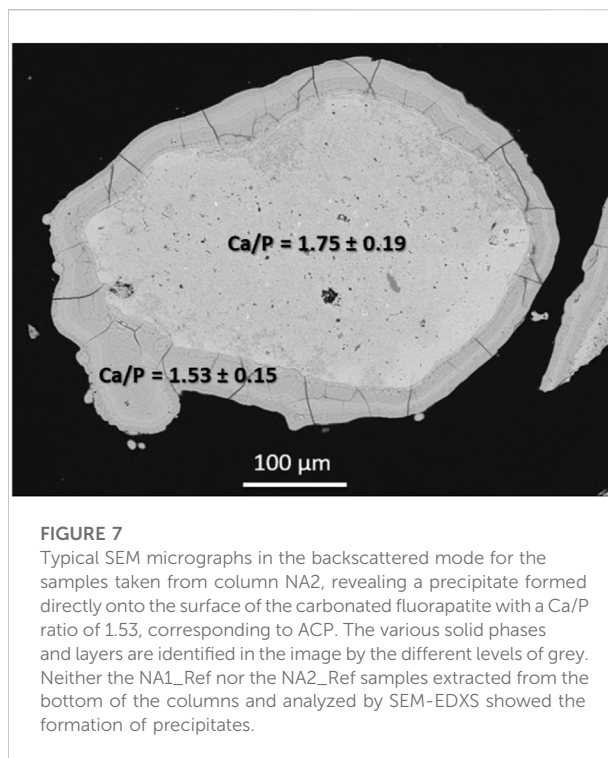 Ca/P = 1.75 ± 0.19
Ca/P = 1.53 ± 0.15
100 µm
FIGURE 7
Typical SEM micrographs in the backscattered mode for the
samples taken from column NA2, revealing a precipitate formed
directly onto the surface of the carbonated fluorapatite with a Ca/P
ratio of 1.53, corresponding to ACP. The various solid phases
and layers are identified in the image by the different levels of grey.
Neither the NA1_Ref nor the NA2_Ref samples extracted from the
bottom of the columns and analyzed by SEM-EDXS showed the
formation of precipitates.